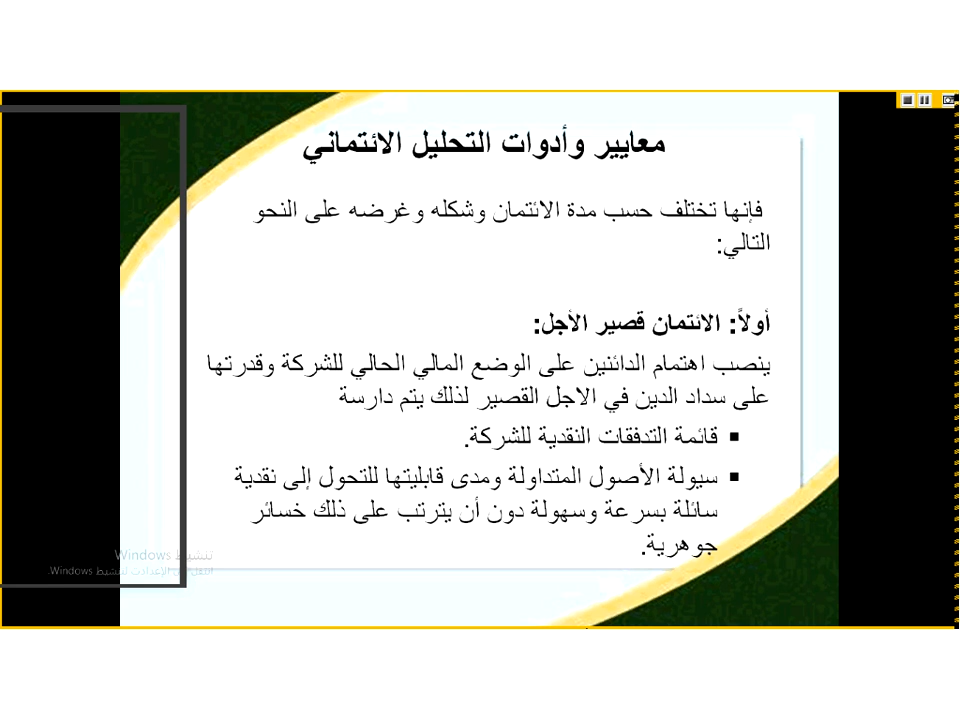 معايير وأدوات التحليل الائتماني
فإنها تختلف حسب مدة الائتمان وشكله وغرضه على النحو
التالي:
أولاً: الائتمان قصير الأجل:
ينصب اهتمام الدائنين على الوضع المالي الحالي للشركة وقدرتها
على سداد الدين في الاجل القصير لذلك يتم دارسة
▪ قائمة التدفقات النقدية للشركة.
▪ سيولة الأصول المتداولة ومدى قابليتها للتحول إلى نقدية
سائلة بسرعة وسهولة دون أن يترتب على ذلك خسائر
جوهرية.
تنشيط Windows
انتقل إلى الإعدادات لتنشيط Windows.